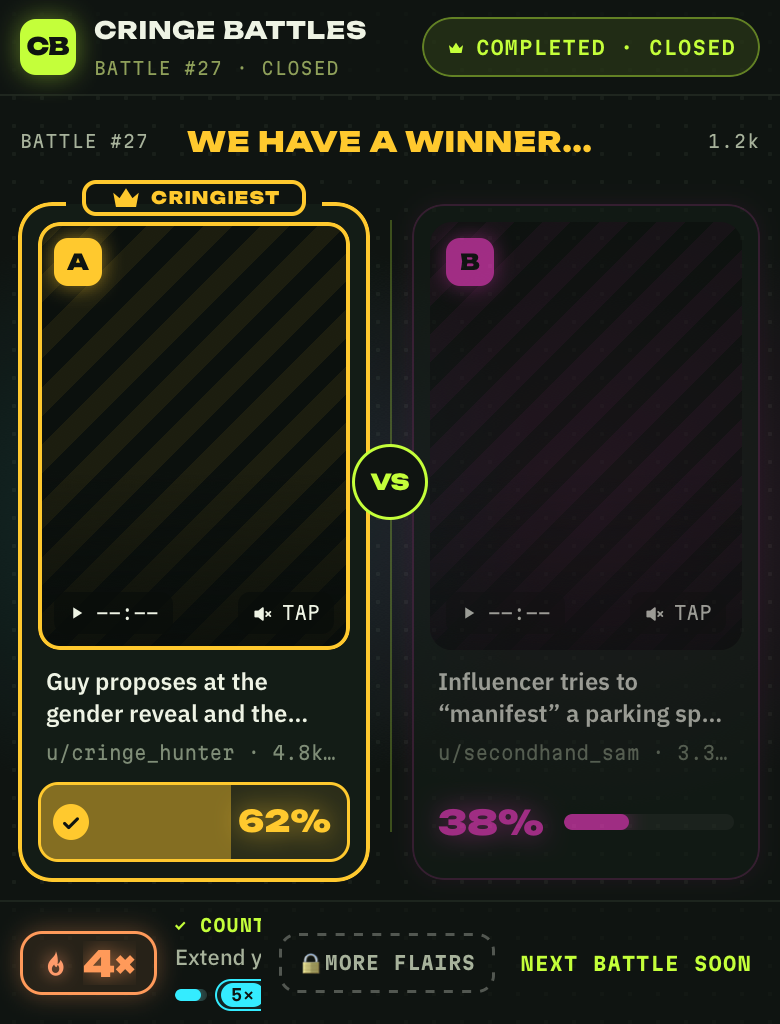 CB
CRINGE BATTLES
BATTLE #27 · CLOSED
COMPLETED · CLOSED
BATTLE #27
WE HAVE A WINNER...
1.2k
CRINGIEST
A
--:--
TAP
Guy proposes at the
gender reveal and the...
u/cringe_hunter · 4.8k…
62%
VS
B
--:--
TAP
Influencer tries to
“manifest” a parking sp...
u/secondhand_sam · 3.3…
38%
4×
COUNT
Extend y
5×
MORE FLAIRS
NEXT BATTLE SOON